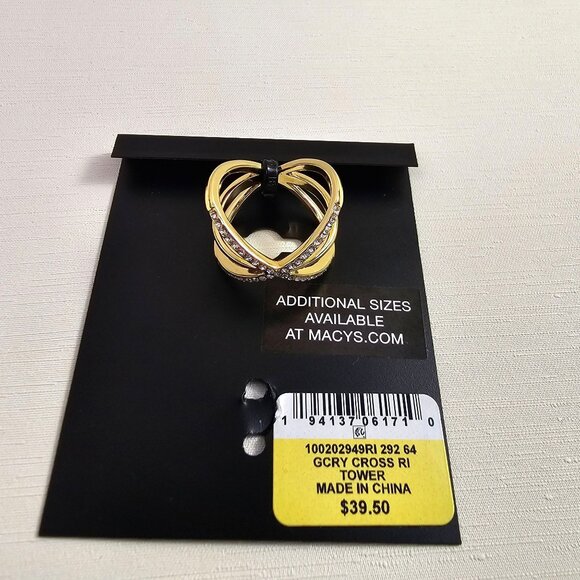 ADDITIONAL SIZES
AVAILABLE
AT MACYS.COM
1 94137 06171 0
100202949RI 292 64
GCRY CROSS RI
TOWER
MADE IN CHINA
$39.50